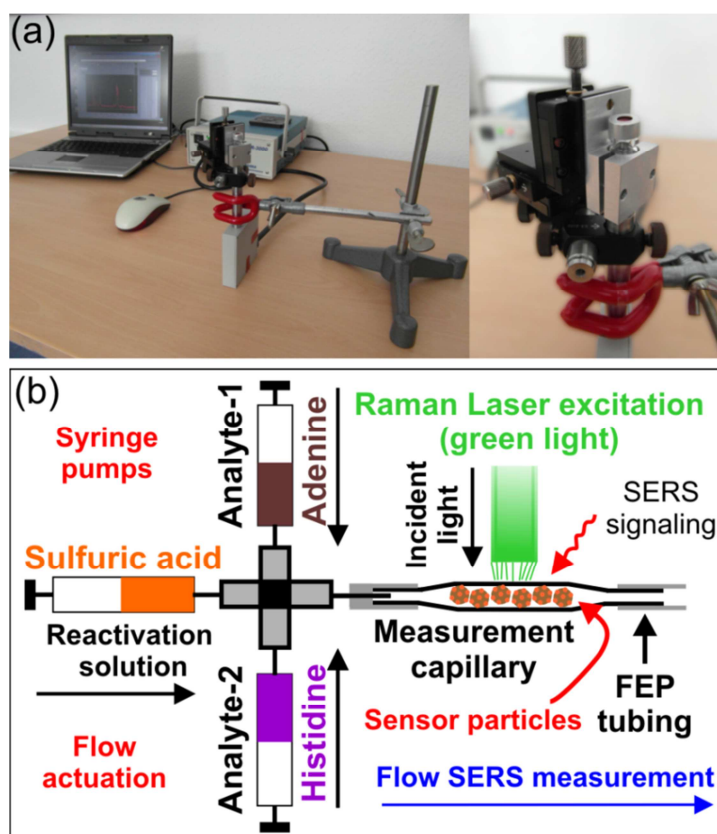 (a)
(b)
Syringe
pumps
Analyte-1
Adenine
Raman Laser excitation
(green light)
Incident
light
SERS
signaling
Sulfuric acid
Reactivation
solution
Measurement
capillary
FEP
tubing
Analyte-2
Histidine
Sensor particles
Flow
actuation
Flow SERS measurement